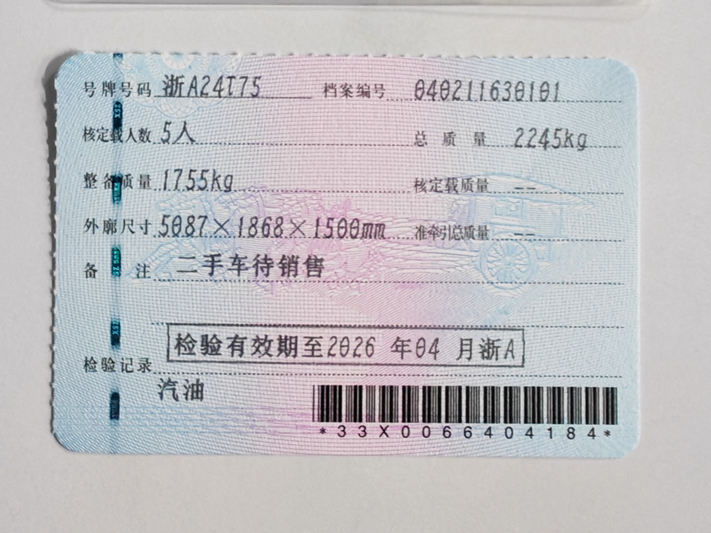 号牌号码 浙A24T75 档案编号 040211630101
核定载人数 5人 总质量 2245kg
整备质量 1755kg 核定载质量 --
外廓尺寸 5087×1868×1500mm 准牵引总质量 --
备注 二手车待销售
检验有效期至2026 年04 月浙A
检验记录
汽油
*33X0066404184*